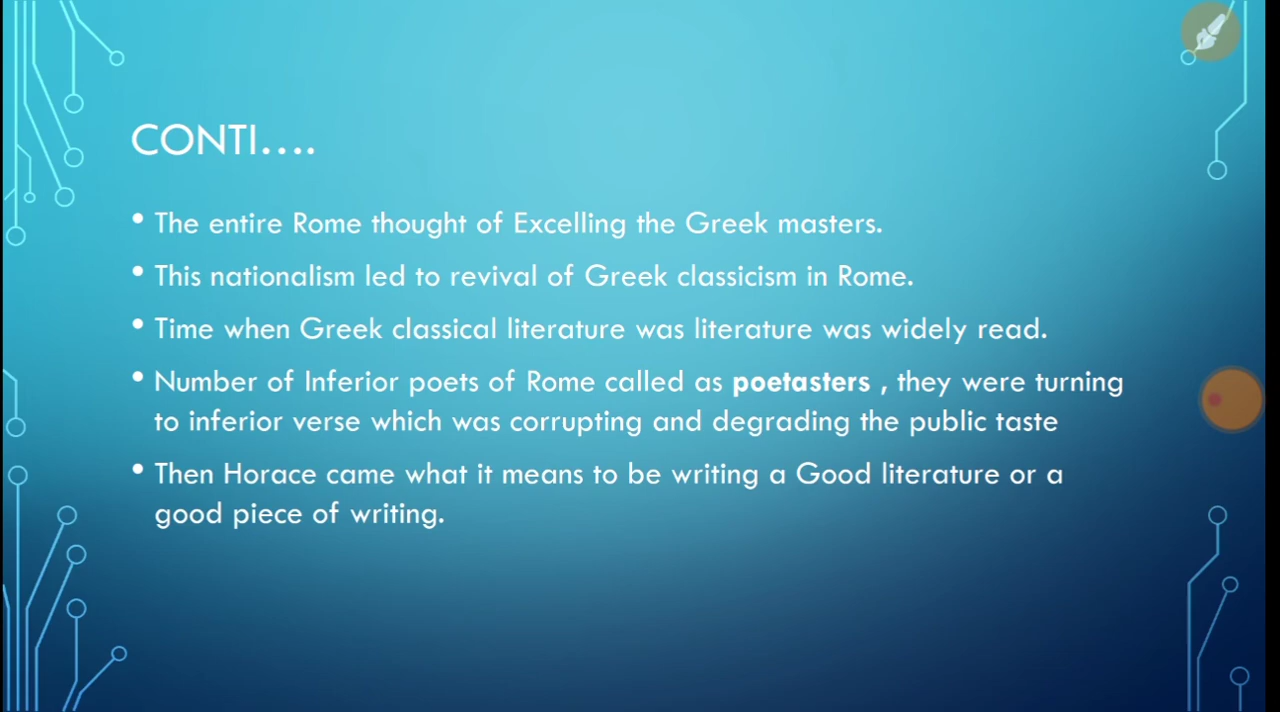 CONTI....
• The entire Rome thought of Excelling the Greek masters.
• This nationalism led to revival of Greek classicism in Rome.
• Time when Greek classical literature was literature was widely read.
• Number of Inferior poets of Rome called as poetasters , they were turning
to inferior verse which was corrupting and degrading the public taste
• Then Horace came what it means to be writing a Good literature or a
good piece of writing.